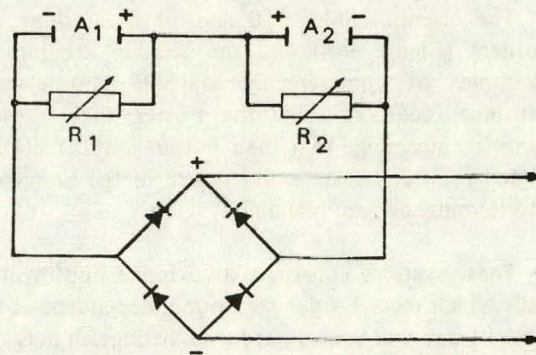 - A1 + + A2 -
R1 R2
+
-